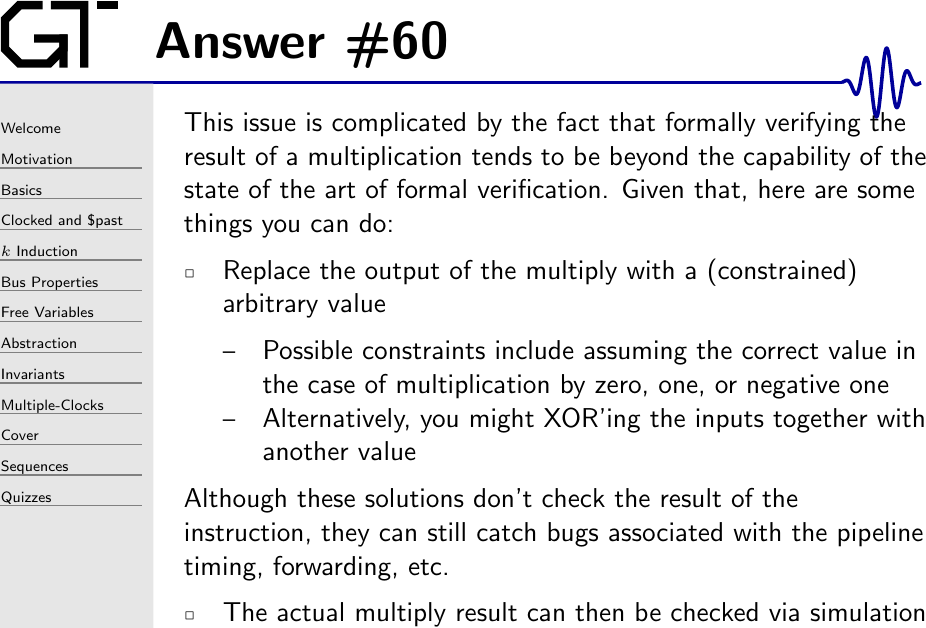 GT
Answer #60
Welcome
Motivation
Basics
Clocked and $past
k Induction
Bus Properties
Free Variables
Abstraction
Invariants
Multiple-Clocks
Cover
Sequences
Quizzes
This issue is complicated by the fact that formally verifying the
result of a multiplication tends to be beyond the capability of the
state of the art of formal verification. Given that, here are some
things you can do:
▫ Replace the output of the multiply with a (constrained)
arbitrary value
– Possible constraints include assuming the correct value in
the case of multiplication by zero, one, or negative one
– Alternatively, you might XOR'ing the inputs together with
another value
Although these solutions don't check the result of the
instruction, they can still catch bugs associated with the pipeline
timing, forwarding, etc.
▫ The actual multiply result can then be checked via simulation